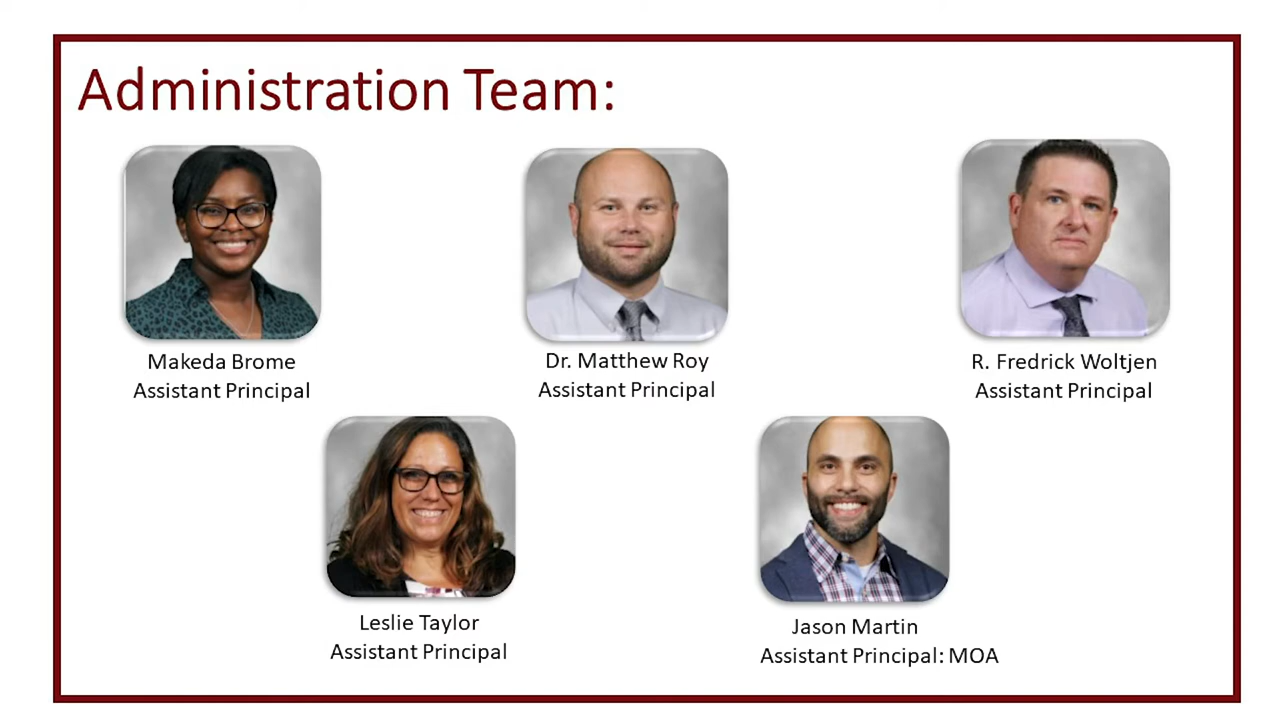 Administration Team:
Makeda Brome
Assistant Principal
Dr. Matthew Roy
Assistant Principal
R. Fredrick Woltjen
Assistant Principal
Leslie Taylor
Assistant Principal
Jason Martin
Assistant Principal: MOA